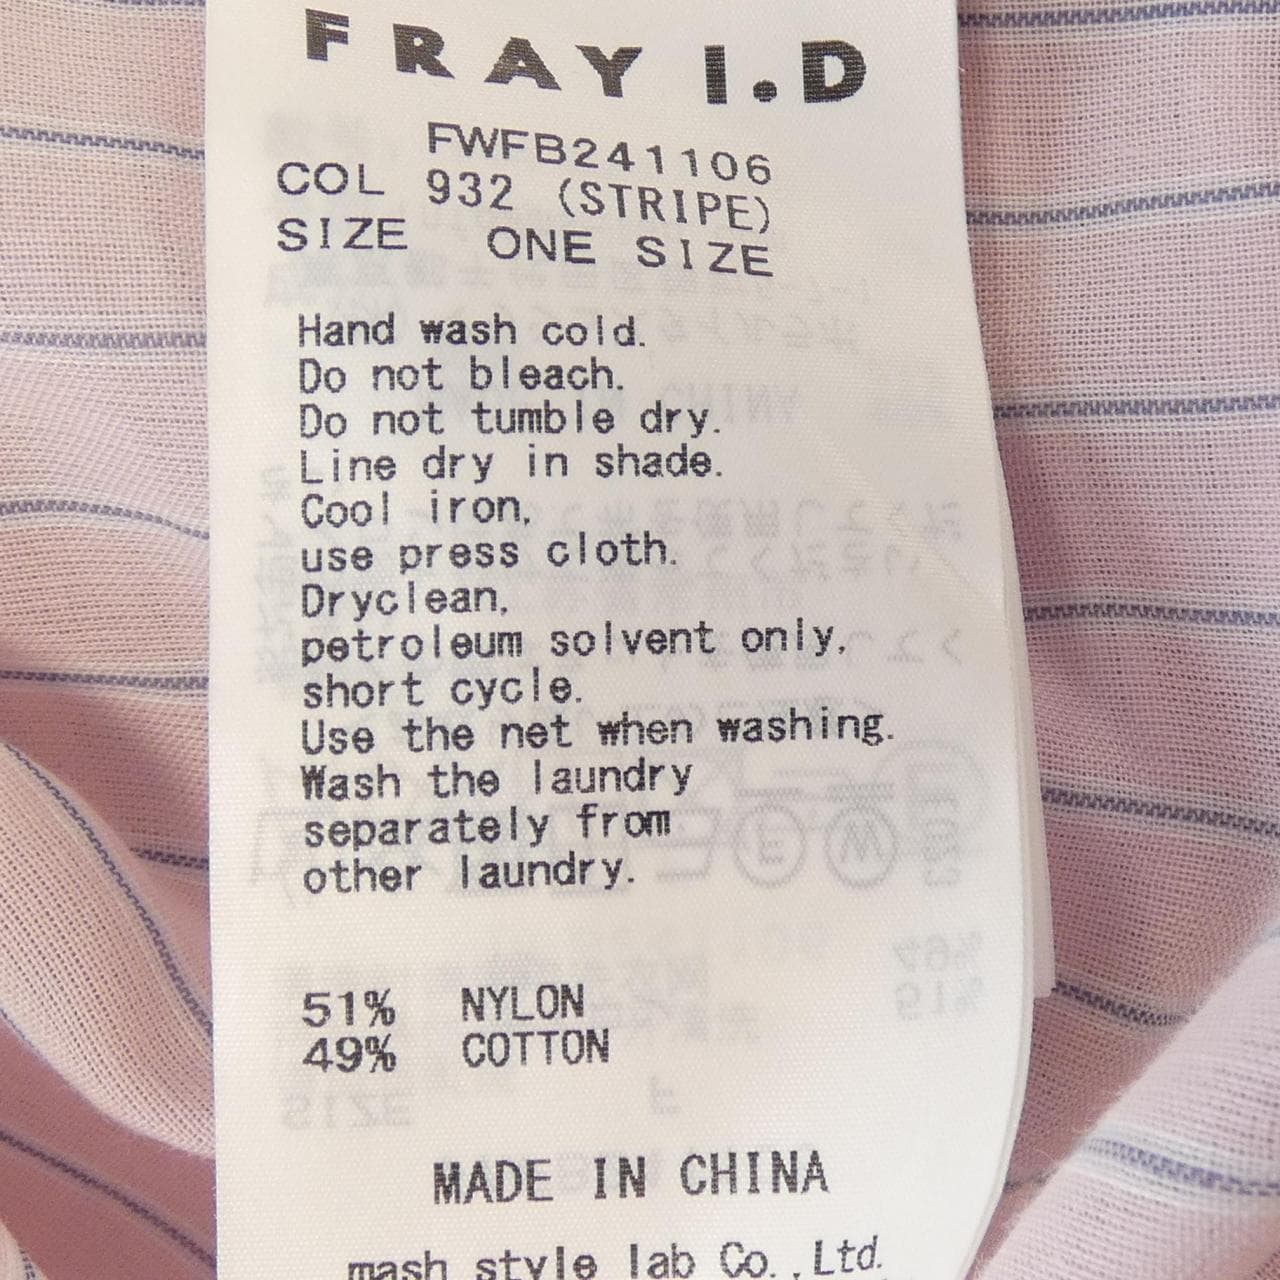 FRAY I.D
FWFB241106
COL 932 (STRIPE)
SIZE ONE SIZE
Hand wash cold.
Do not bleach.
Do not tumble dry.
Line dry in shade.
Cool iron,
use press cloth.
Dryclean,
petroleum solvent only,
short cycle.
Use the net when washing.
Wash the laundry
separately from
other laundry.
51% NYLON
49% COTTON
MADE IN CHINA
mash style lab Co.,Ltd.